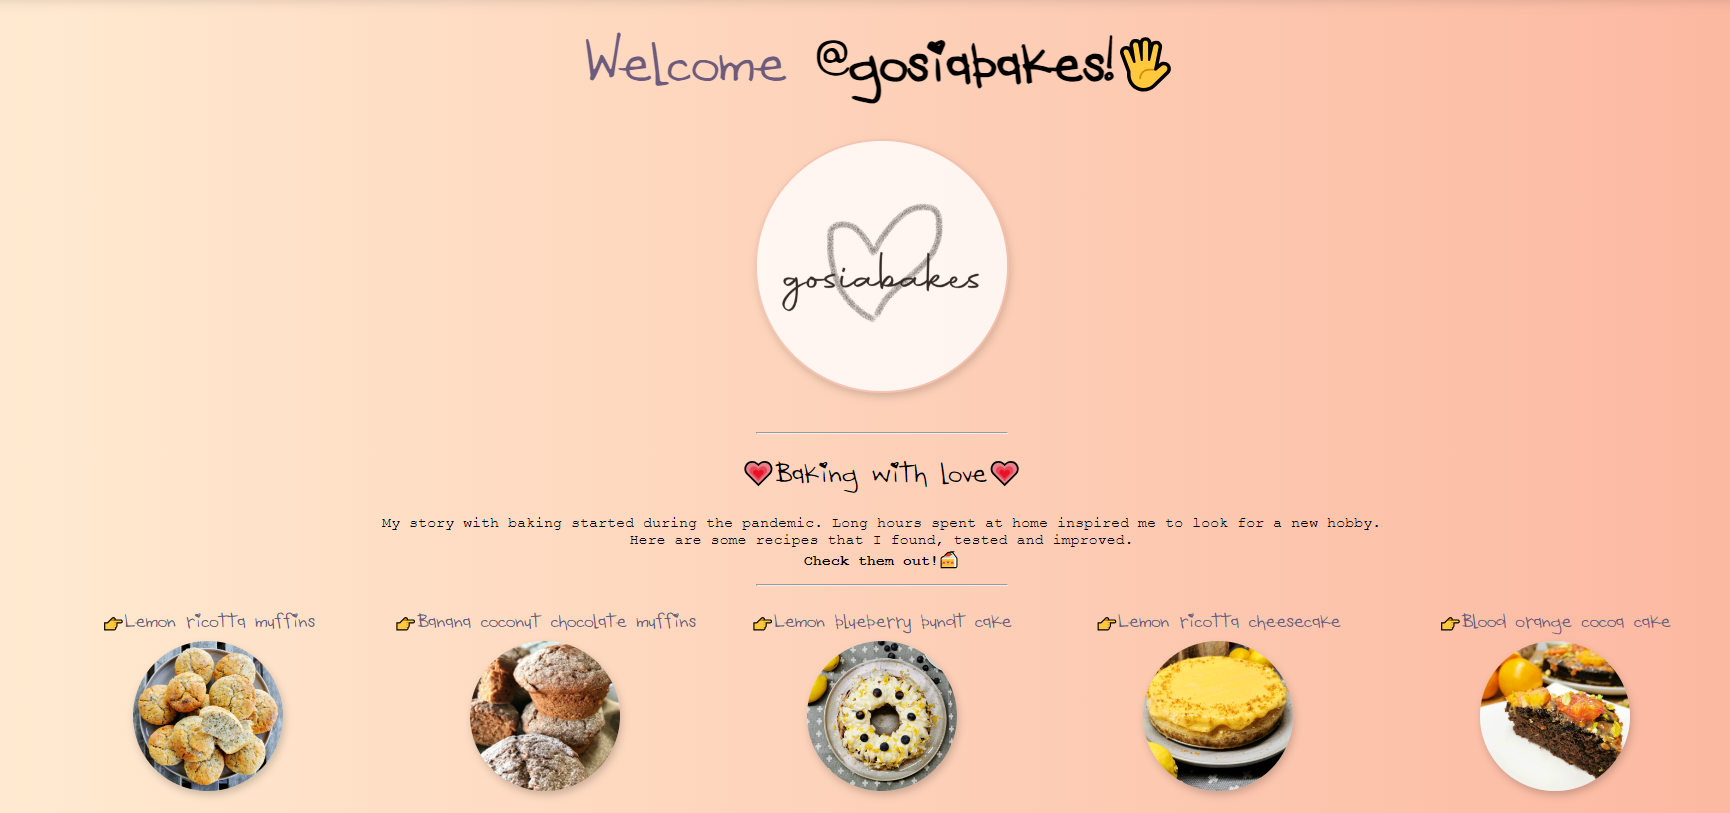 Welcome @gosiabakes!
gosiabakes
Baking with love
My story with baking started during the pandemic. Long hours spent at home inspired me to look for a new hobby.
Here are some recipes that I found, tested and improved.
Check them out!
Lemon ricotta muffins
Banana coconut chocolate muffins
Lemon blueberry bundt cake
Lemon ricotta cheesecake
Blood orange cocoa cake